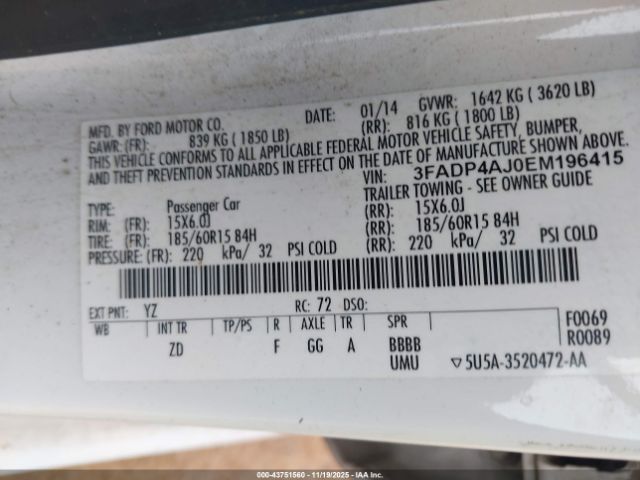 MFD. BY FORD MOTOR CO. DATE: 01/14 GVWR: 1642 KG ( 3620 LB)
GAWR: (FR): 839 KG ( 1850 LB) (RR): 816 KG ( 1800 LB)
THIS VEHICLE CONFORMS TO ALL APPLICABLE FEDERAL MOTOR VEHICLE SAFETY, BUMPER,
AND THEFT PREVENTION STANDARDS IN EFFECT ON THE DATE OF MANUFACTURE SHOWN ABOVE.
VIN: 3FADP4AJ0EM196415
TYPE: Passenger Car TRAILER TOWING - SEE OWNER GUIDE
RIM: (FR): 15X6.0J (RR): 15X6.0J
TIRE: (FR): 185/60R15 84H (RR): 185/60R15 84H
PRESSURE: (FR): 220 kPa/ 32 PSI COLD (RR): 220 kPa/ 32 PSI COLD
EXT PNT: YZ RC: 72 DSO:
WB INT TR TP/PS R AXLE TR SPR F0069
ZD F GG A BBBB R0089
UMU ▽5U5A-3520472-AA
000-43751560 - 11/19/2025 - IAA Inc.